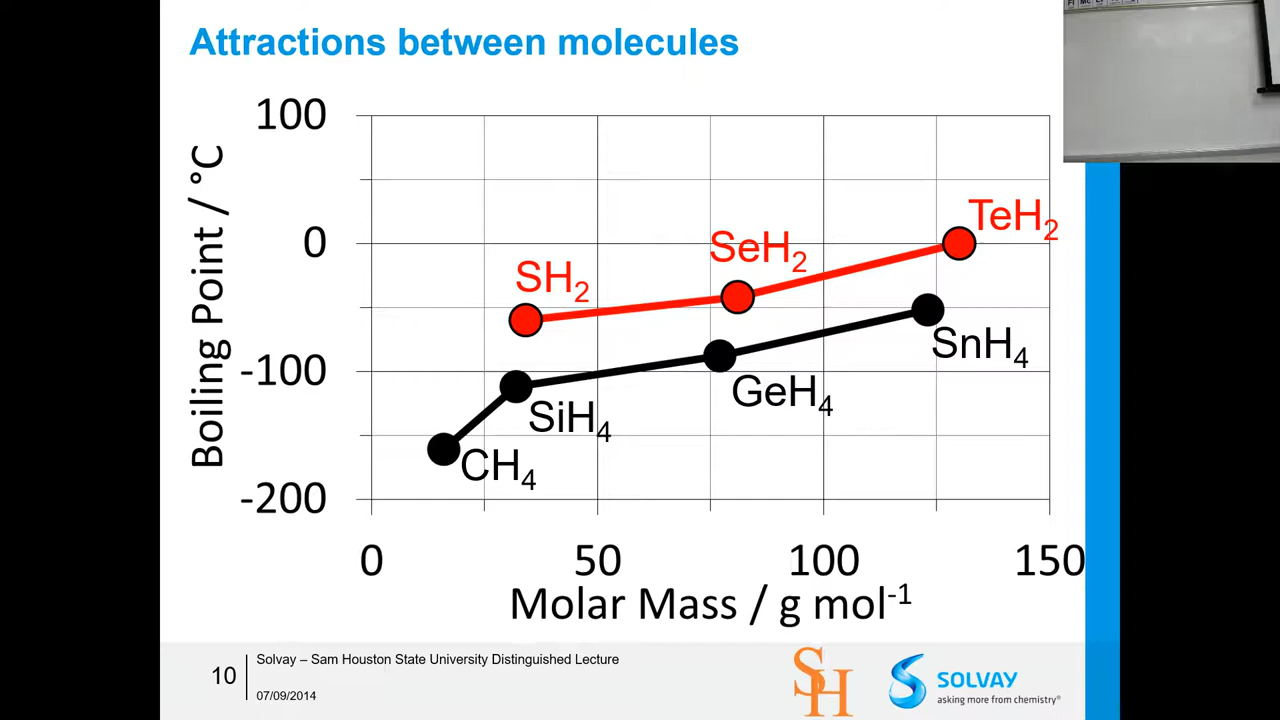 Attractions between molecules
Boiling Point / °C
100
0
-100
-200
SH₂
SeH₂
TeH₂
CH₄
SiH₄
GeH₄
SnH₄
0 50 100 150
Molar Mass / g mol⁻¹
10
Solvay – Sam Houston State University Distinguished Lecture
07/09/2014
SH
SOLVAY
asking more from chemistry®